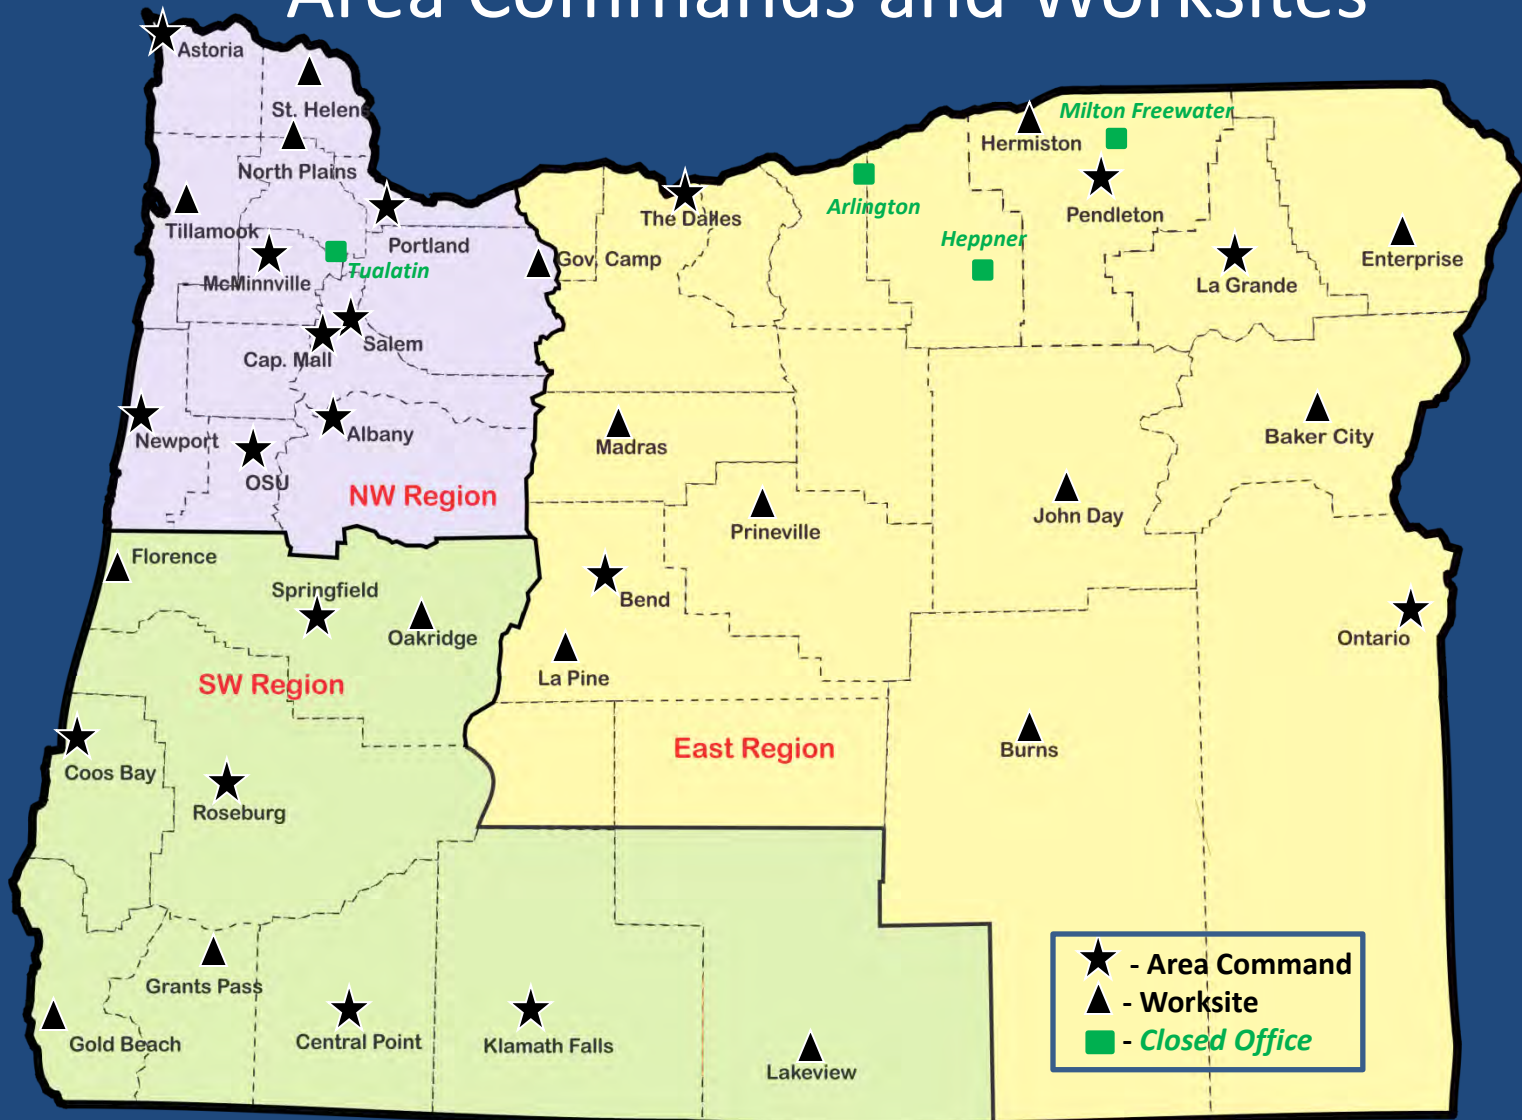 Area Commands and Worksites
Astoria
St. Helens
Milton Freewater
Hermiston
North Plains
Arlington
Pendleton
The Dalles
Tillamook
Portland
Heppner
Gov. Camp
Enterprise
Tualatin
McMinnville
La Grande
Salem
Cap. Mall
Newport
Albany
Baker City
Madras
OSU
NW Region
John Day
Prineville
Florence
Springfield
Bend
Oakridge
Ontario
La Pine
SW Region
East Region
Burns
Coos Bay
Roseburg
- Area Command
Grants Pass
- Worksite
Gold Beach
Central Point
Klamath Falls
- Closed Office
Lakeview